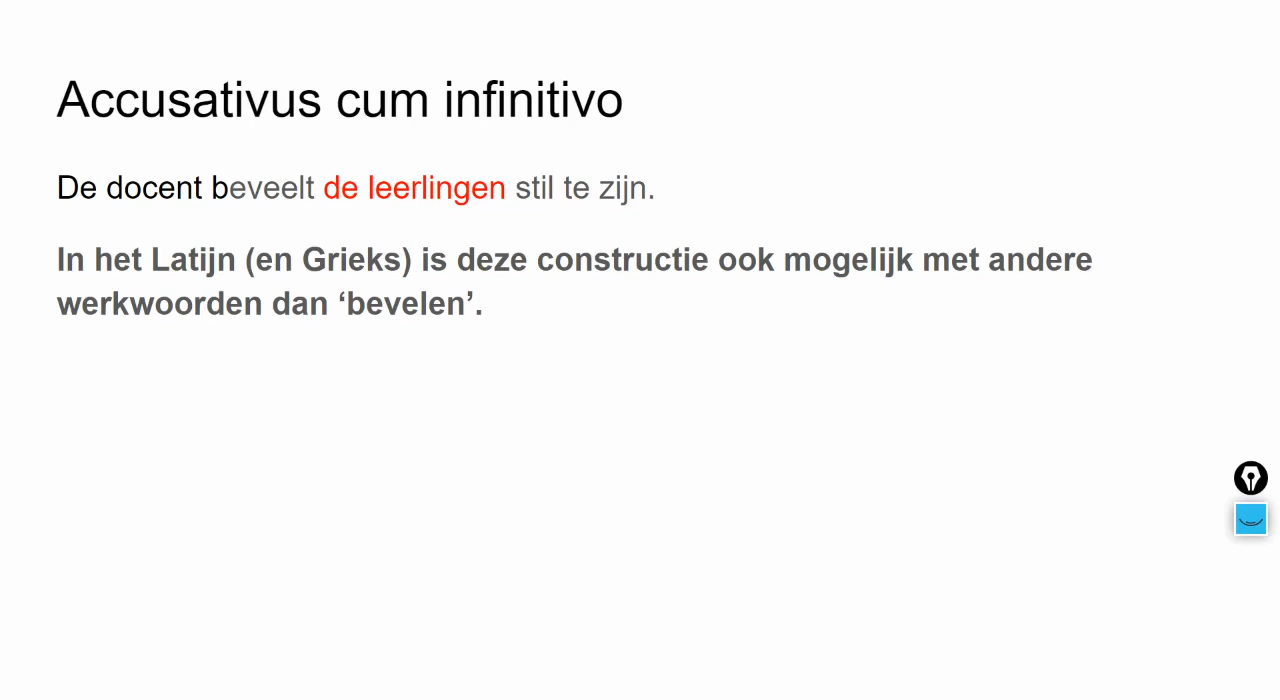 Accusativus cum infinitivo
De docent beveelt de leerlingen stil te zijn.
In het Latijn (en Grieks) is deze constructie ook mogelijk met andere
werkwoorden dan ‘bevelen’.